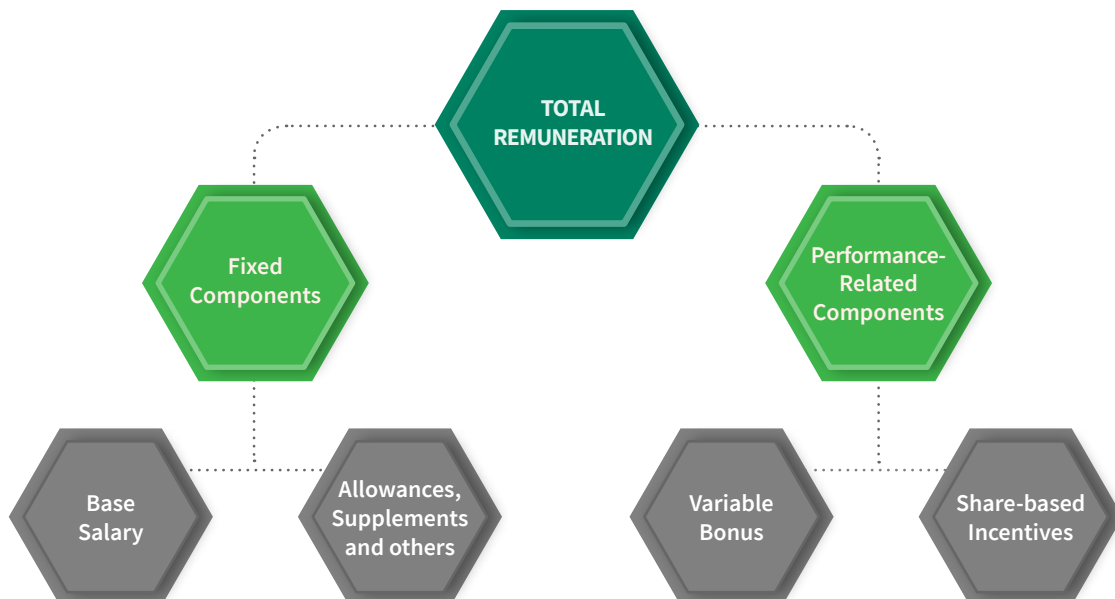 TOTAL
REMUNERATION
Fixed
Components
Performance-
Related
Components
Base
Salary
Allowances,
Supplements
and others
Variable
Bonus
Share-based
Incentives